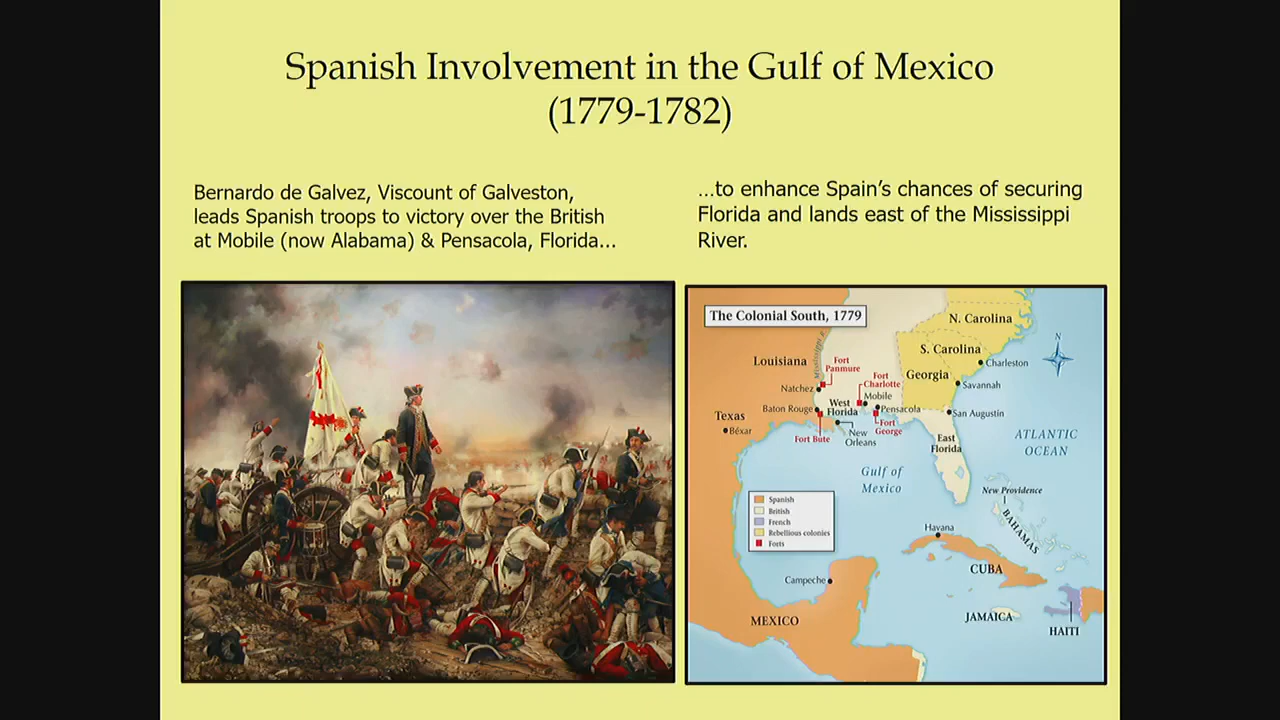 Spanish Involvement in the Gulf of Mexico
(1779-1782)
Bernardo de Galvez, Viscount of Galveston,
leads Spanish troops to victory over the British
at Mobile (now Alabama) & Pensacola, Florida...
...to enhance Spain's chances of securing
Florida and lands east of the Mississippi
River.
The Colonial South, 1779
N. Carolina
S. Carolina
Charleston
Georgia
Savannah
Louisiana
Mississippi R.
Fort
Panmure
Fort
Charlotte
Natchez
Mobile
West
Florida
Pensacola
Baton Rouge
San Augustin
Texas
Béxar
Fort Bute
New
Orleans
Fort
George
East
Florida
ATLANTIC
OCEAN
Gulf of
Mexico
N
New Providence
BAHAMAS
Spanish
British
French
Rebellious colonies
Forts
Havana
CUBA
Campeche
MEXICO
JAMAICA
HAITI